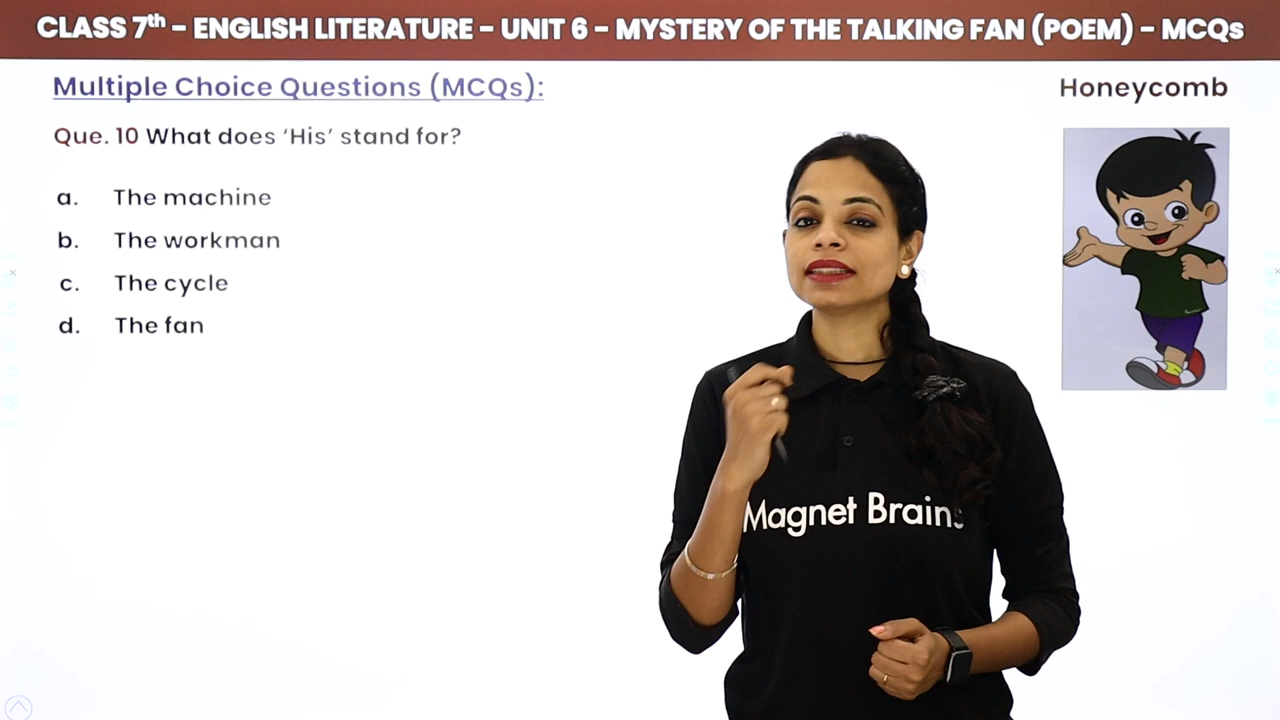 CLASS 7th – ENGLISH LITERATURE – UNIT 6 – MYSTERY OF THE TALKING FAN (POEM) – MCQs
Multiple Choice Questions (MCQs):
Honeycomb
Que. 10 What does ‘His’ stand for?
a. The machine
b. The workman
c. The cycle
d. The fan
Magnet Brains